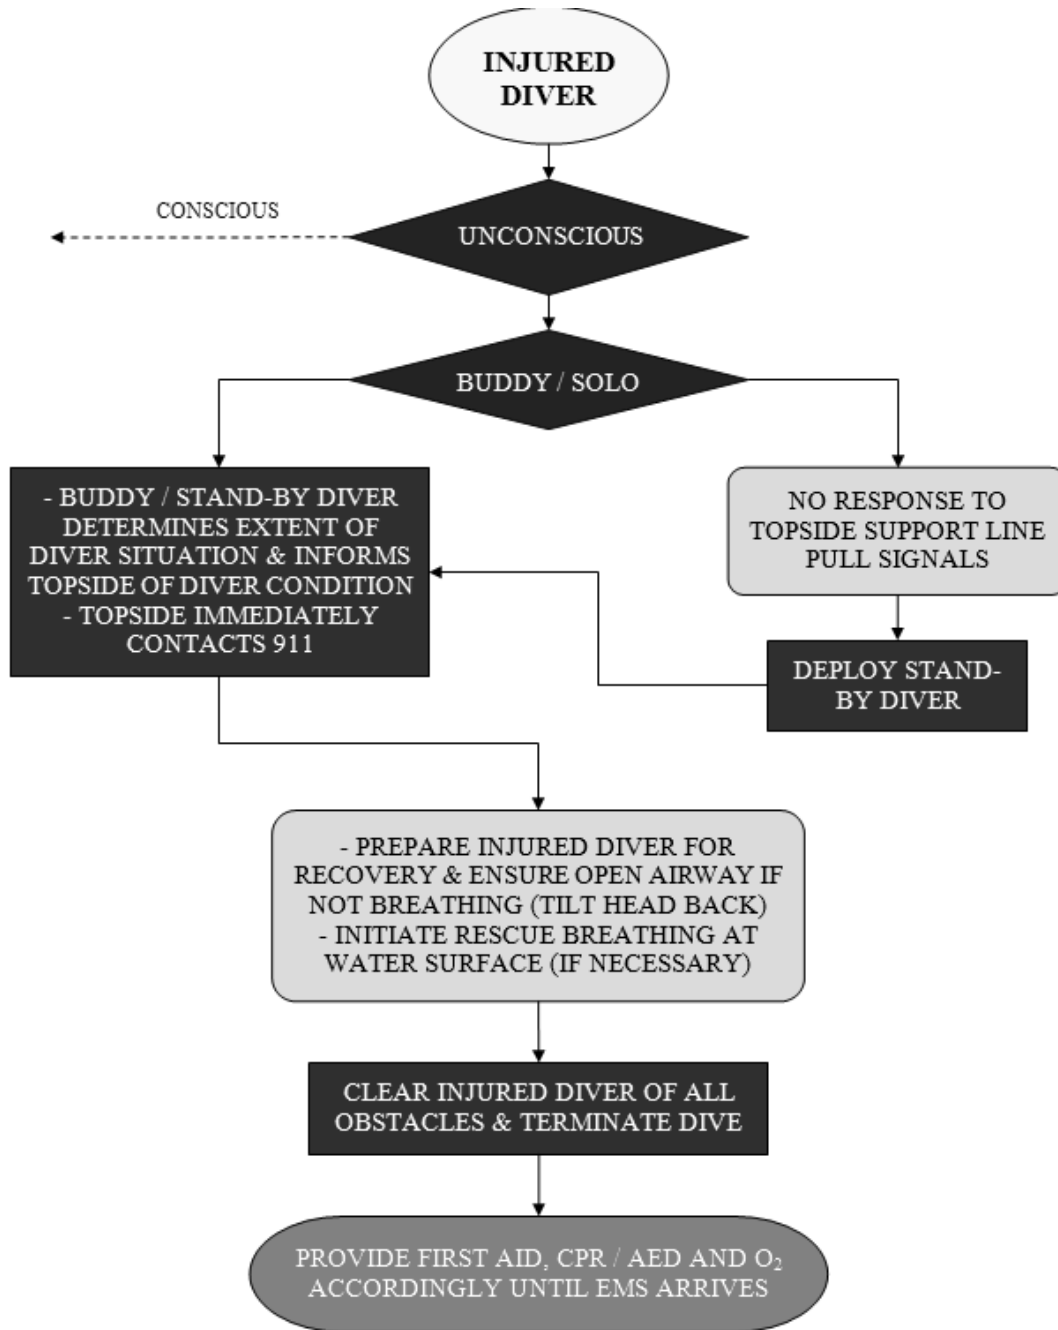 INJURED
DIVER
CONSCIOUS
UNCONSCIOUS
BUDDY / SOLO
- BUDDY / STAND-BY DIVER
DETERMINES EXTENT OF
DIVER SITUATION & INFORMS
TOPSIDE OF DIVER CONDITION
- TOPSIDE IMMEDIATELY
CONTACTS 911
NO RESPONSE TO
TOPSIDE SUPPORT LINE
PULL SIGNALS
DEPLOY STAND-
BY DIVER
- PREPARE INJURED DIVER FOR
RECOVERY & ENSURE OPEN AIRWAY IF
NOT BREATHING (TILT HEAD BACK)
- INITIATE RESCUE BREATHING AT
WATER SURFACE (IF NECESSARY)
CLEAR INJURED DIVER OF ALL
OBSTACLES & TERMINATE DIVE
PROVIDE FIRST AID, CPR / AED AND O₂
ACCORDINGLY UNTIL EMS ARRIVES